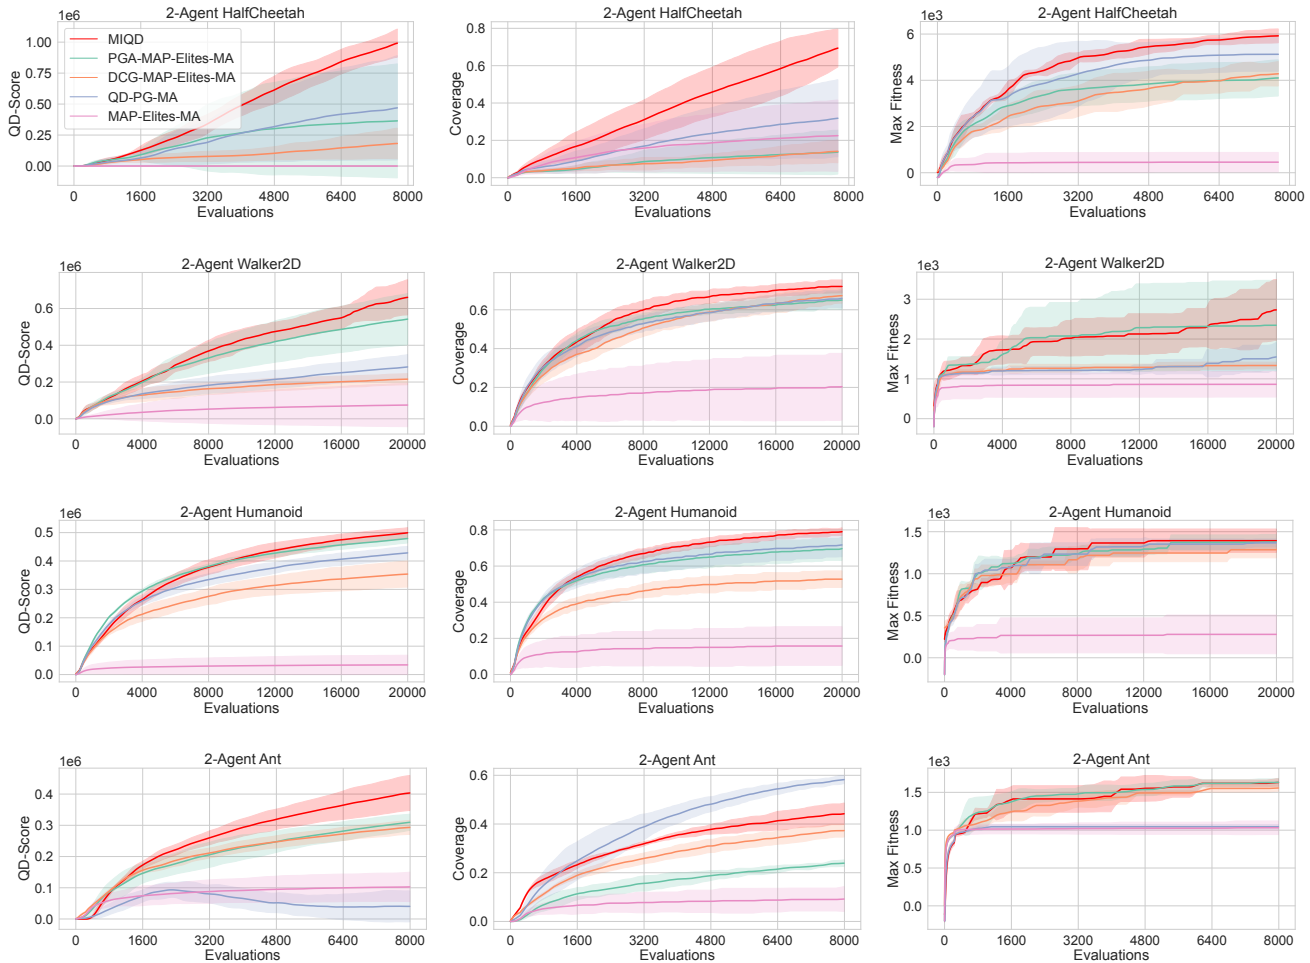 2-Agent HalfCheetah
1e6
QD-Score
1.00
0.75
0.50
0.25
0.00
MIQD
PGA-MAP-Elites-MA
DCG-MAP-Elites-MA
QD-PG-MA
MAP-Elites-MA
0 1600 3200 4800 6400 8000
Evaluations
2-Agent HalfCheetah
Coverage
0.8
0.6
0.4
0.2
0.0
0 1600 3200 4800 6400 8000
Evaluations
2-Agent HalfCheetah
1e3
Max Fitness
6
4
2
0
0 1600 3200 4800 6400 8000
Evaluations
2-Agent Walker2D
1e6
QD-Score
0.6
0.4
0.2
0.0
0 4000 8000 12000 16000 20000
Evaluations
2-Agent Walker2D
Coverage
0.6
0.4
0.2
0.0
0 4000 8000 12000 16000 20000
Evaluations
2-Agent Walker2D
1e3
Max Fitness
3
2
1
0
0 4000 8000 12000 16000 20000
Evaluations
2-Agent Humanoid
1e6
QD-Score
0.5
0.4
0.3
0.2
0.1
0.0
0 4000 8000 12000 16000 20000
Evaluations
2-Agent Humanoid
Coverage
0.8
0.6
0.4
0.2
0.0
0 4000 8000 12000 16000 20000
Evaluations
2-Agent Humanoid
1e3
Max Fitness
1.5
1.0
0.5
0.0
0 4000 8000 12000 16000 20000
Evaluations
2-Agent Ant
1e6
QD-Score
0.4
0.3
0.2
0.1
0.0
0 1600 3200 4800 6400 8000
Evaluations
2-Agent Ant
Coverage
0.6
0.4
0.2
0.0
0 1600 3200 4800 6400 8000
Evaluations
2-Agent Ant
1e3
Max Fitness
1.5
1.0
0.5
0.0
0 1600 3200 4800 6400 8000
Evaluations